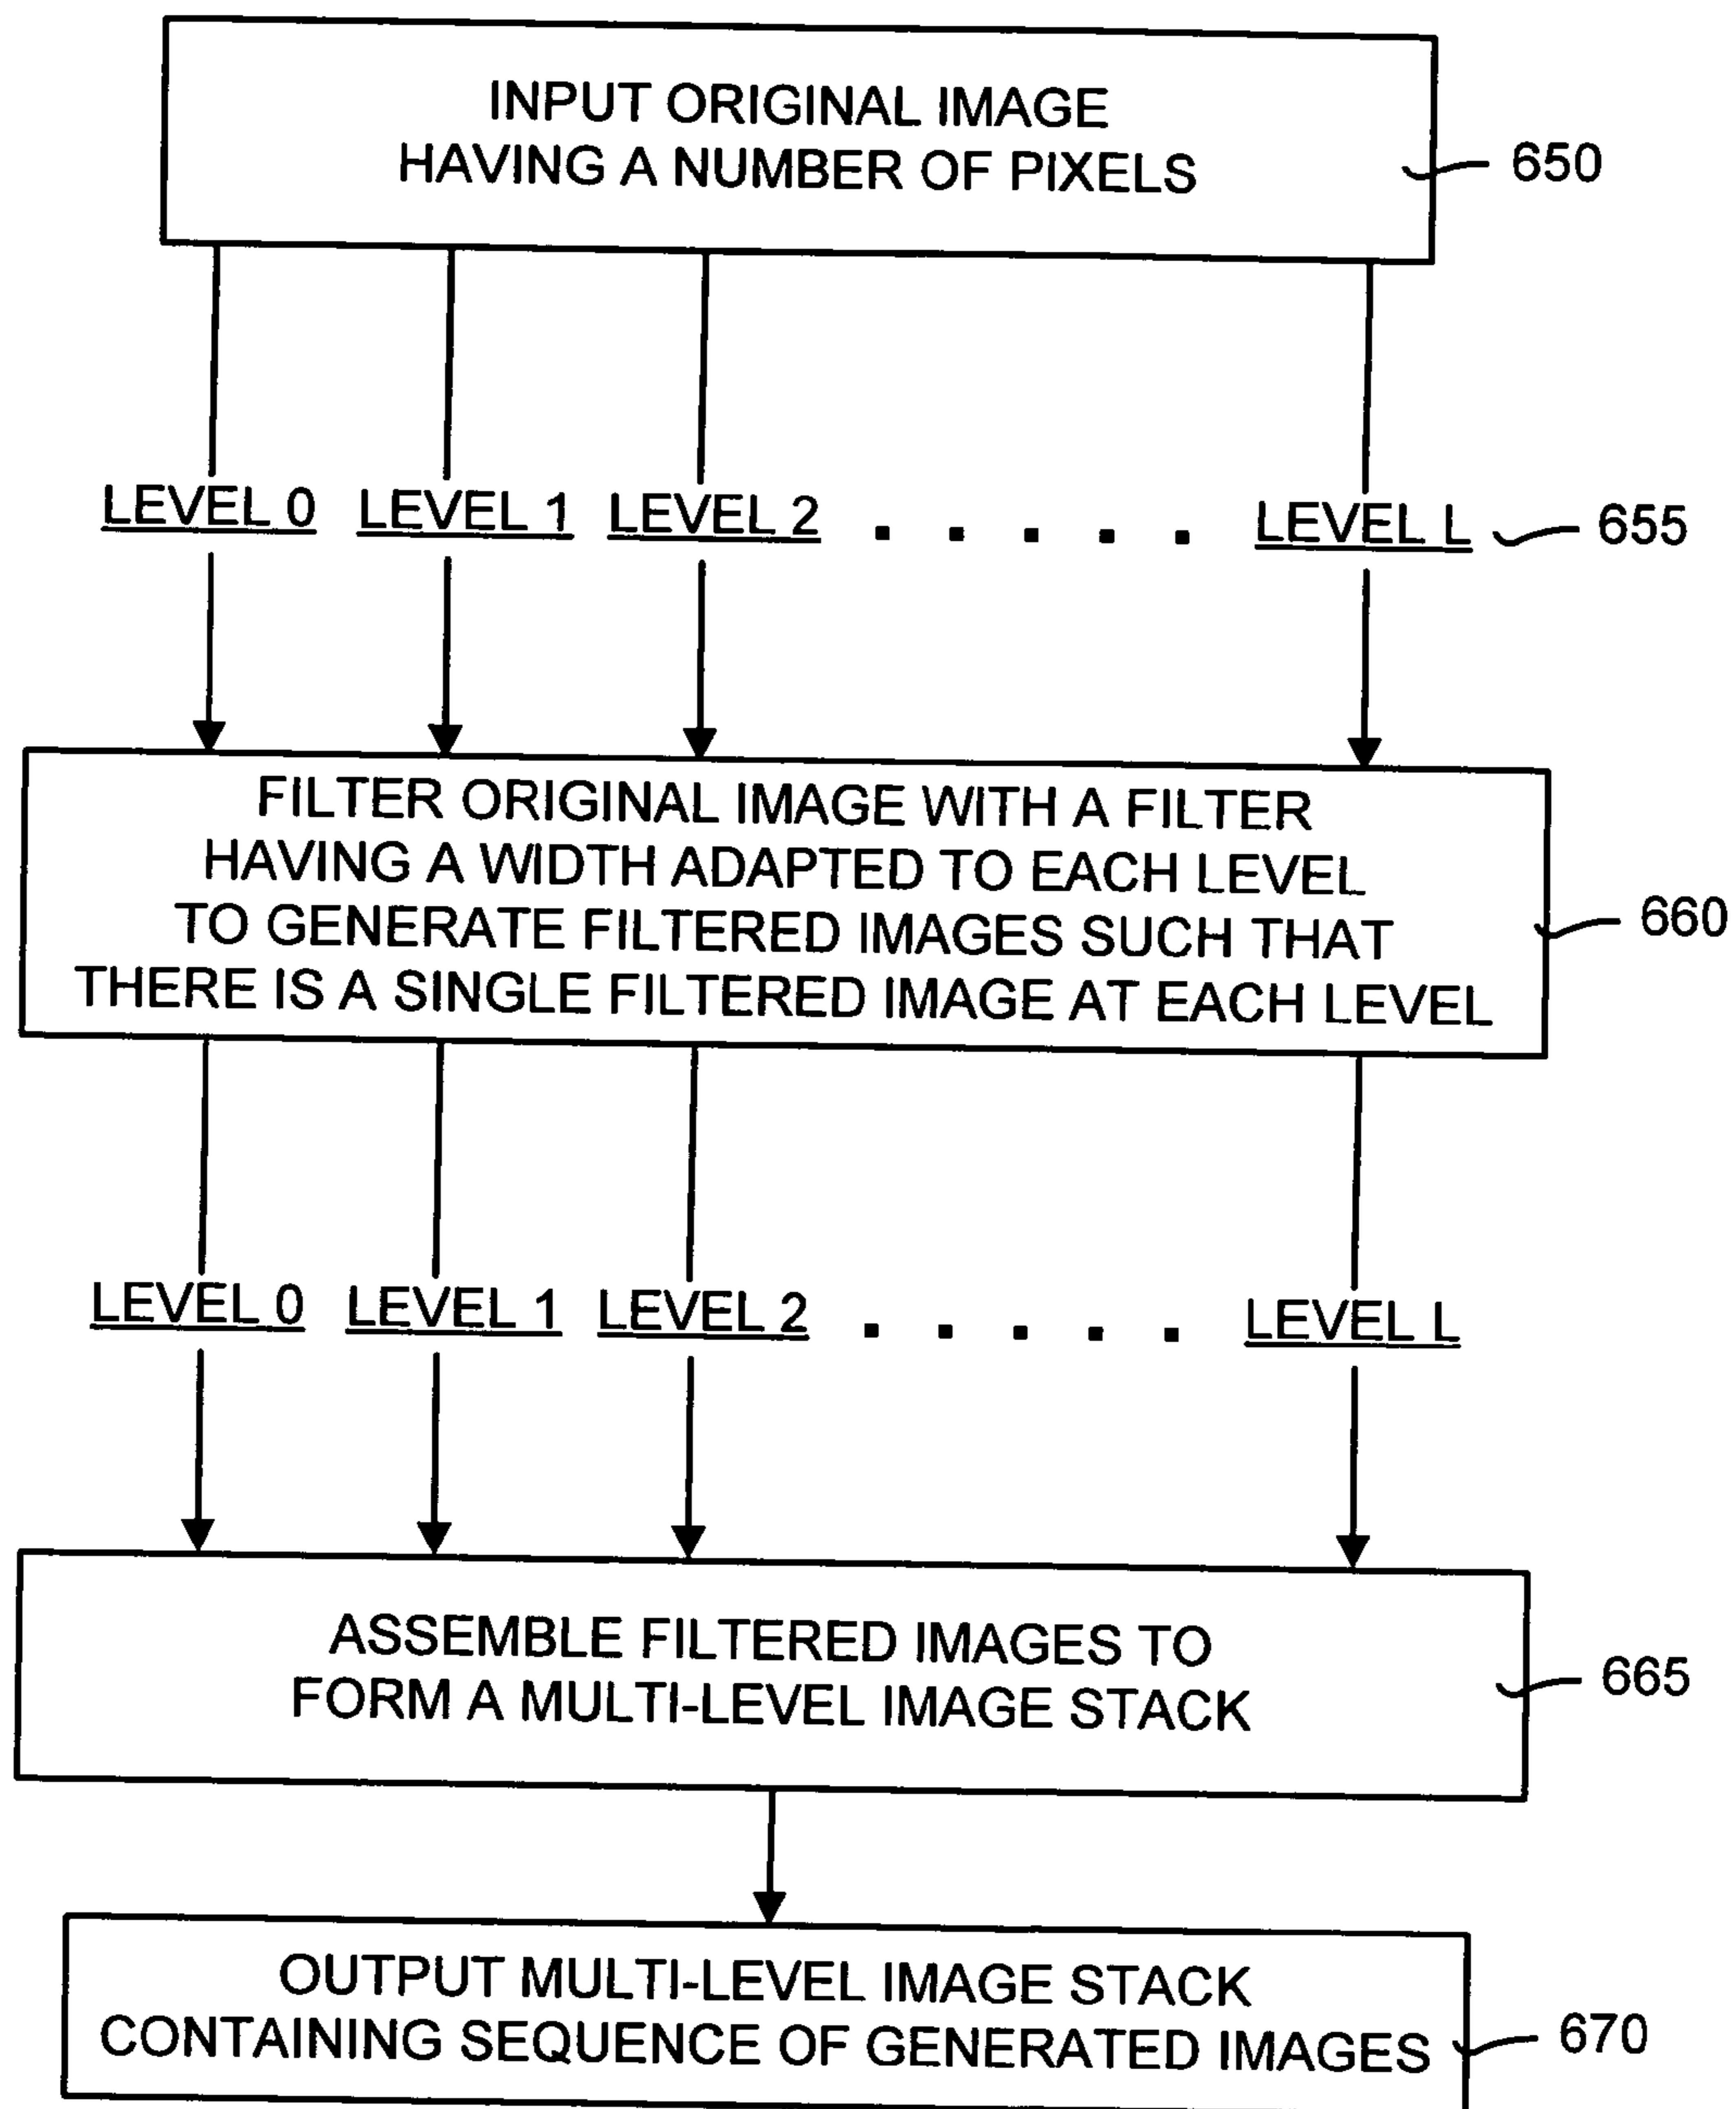 INPUT ORIGINAL IMAGE
HAVING A NUMBER OF PIXELS
650
LEVEL 0 LEVEL 1 LEVEL 2 . . . . . LEVEL L 655
FILTER ORIGINAL IMAGE WITH A FILTER
HAVING A WIDTH ADAPTED TO EACH LEVEL
TO GENERATE FILTERED IMAGES SUCH THAT
THERE IS A SINGLE FILTERED IMAGE AT EACH LEVEL
660
LEVEL 0 LEVEL 1 LEVEL 2 . . . . . LEVEL L
ASSEMBLE FILTERED IMAGES TO
FORM A MULTI-LEVEL IMAGE STACK
665
OUTPUT MULTI-LEVEL IMAGE STACK
CONTAINING SEQUENCE OF GENERATED IMAGES
670